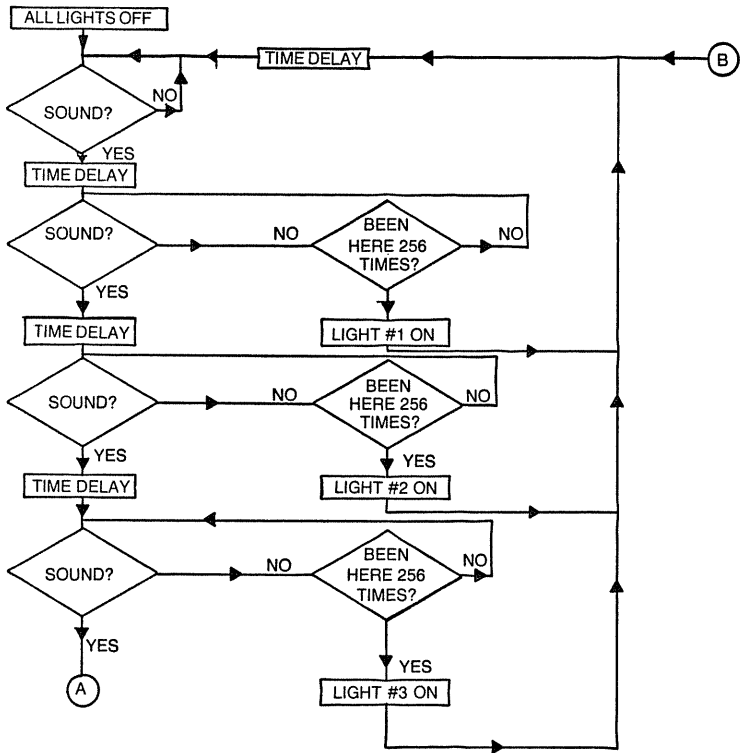 ALL LIGHTS OFF
TIME DELAY
B
SOUND?
NO
YES
TIME DELAY
SOUND?
NO
BEEN
HERE 256
TIMES?
NO
YES
TIME DELAY
LIGHT #1 ON
SOUND?
NO
BEEN
HERE 256
TIMES?
NO
YES
YES
TIME DELAY
LIGHT #2 ON
SOUND?
NO
BEEN
HERE 256
TIMES?
NO
YES
YES
A
LIGHT #3 ON